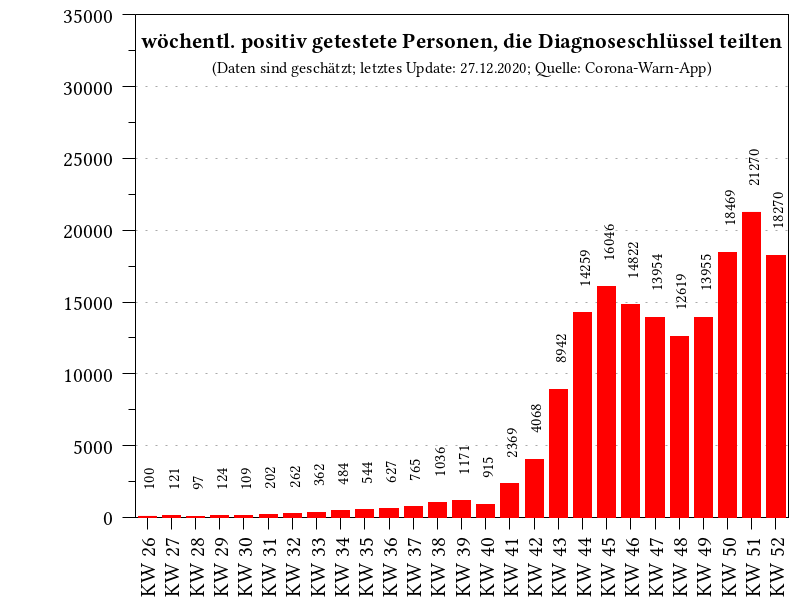 wöchentl. positiv getestete Personen, die Diagnoseschlüssel teilten
(Daten sind geschätzt; letztes Update: 27.12.2020; Quelle: Corona-Warn-App)
35000
30000
25000
20000
15000
10000
5000
0
100
121
97
124
109
202
262
362
484
544
627
765
1036
1171
915
2369
4068
8942
14259
16046
14822
13954
12619
13955
18469
21270
18270
KW 26
KW 27
KW 28
KW 29
KW 30
KW 31
KW 32
KW 33
KW 34
KW 35
KW 36
KW 37
KW 38
KW 39
KW 40
KW 41
KW 42
KW 43
KW 44
KW 45
KW 46
KW 47
KW 48
KW 49
KW 50
KW 51
KW 52